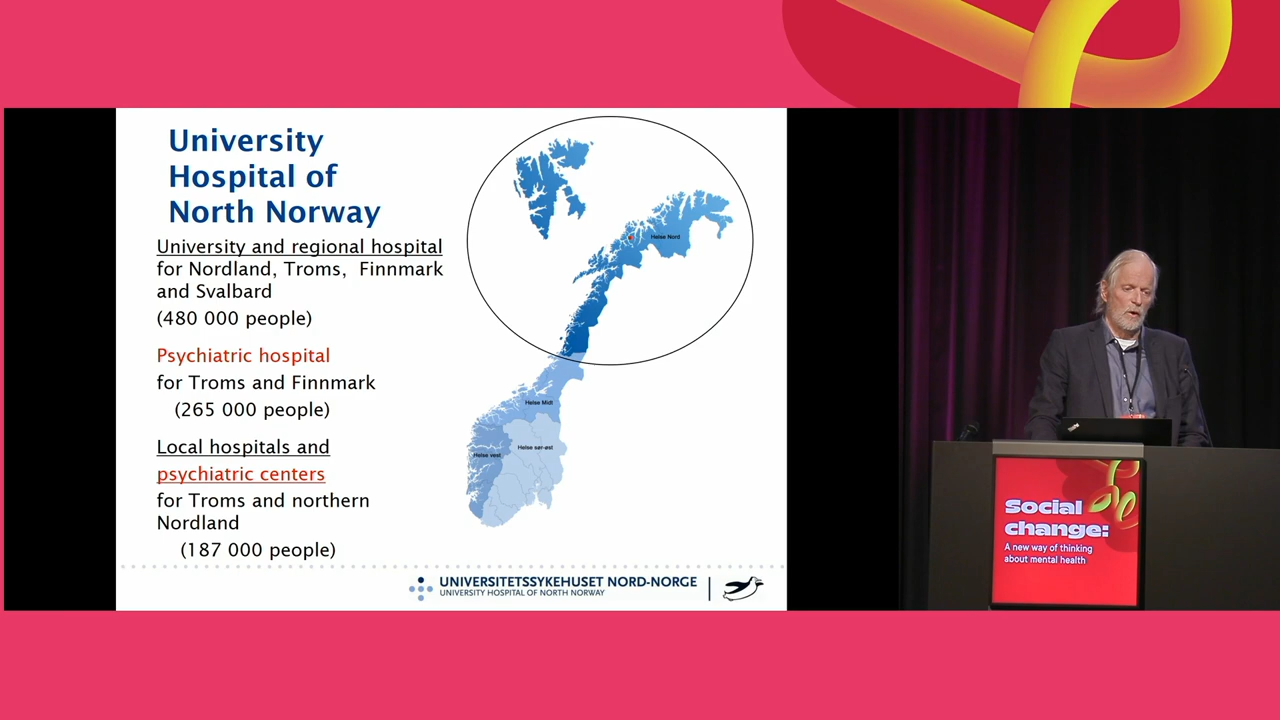 University
Hospital of
North Norway
University and regional hospital
for Nordland, Troms, Finnmark
and Svalbard
(480 000 people)
Psychiatric hospital
for Troms and Finnmark
(265 000 people)
Local hospitals and
psychiatric centers
for Troms and northern
Nordland
(187 000 people)
Helse Nord
Helse Midt
Helse sør-øst
Helse vest
UNIVERSITETSSYKEHUSET NORD-NORGE
UNIVERSITY HOSPITAL OF NORTH NORWAY
Social
change:
A new way of thinking
about mental health